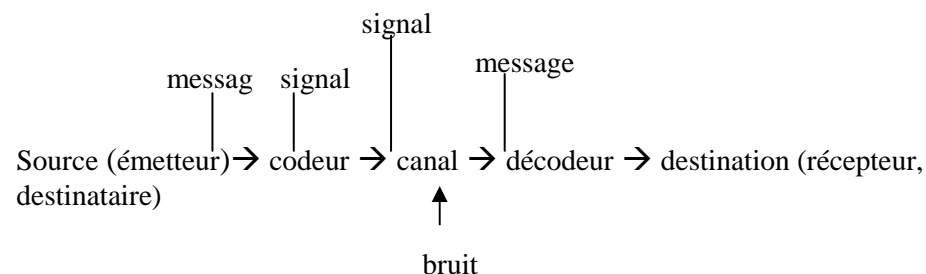 signal
message
messag signal
Source (émetteur)→ codeur → canal → décodeur → destination (récepteur,
destinataire)
bruit